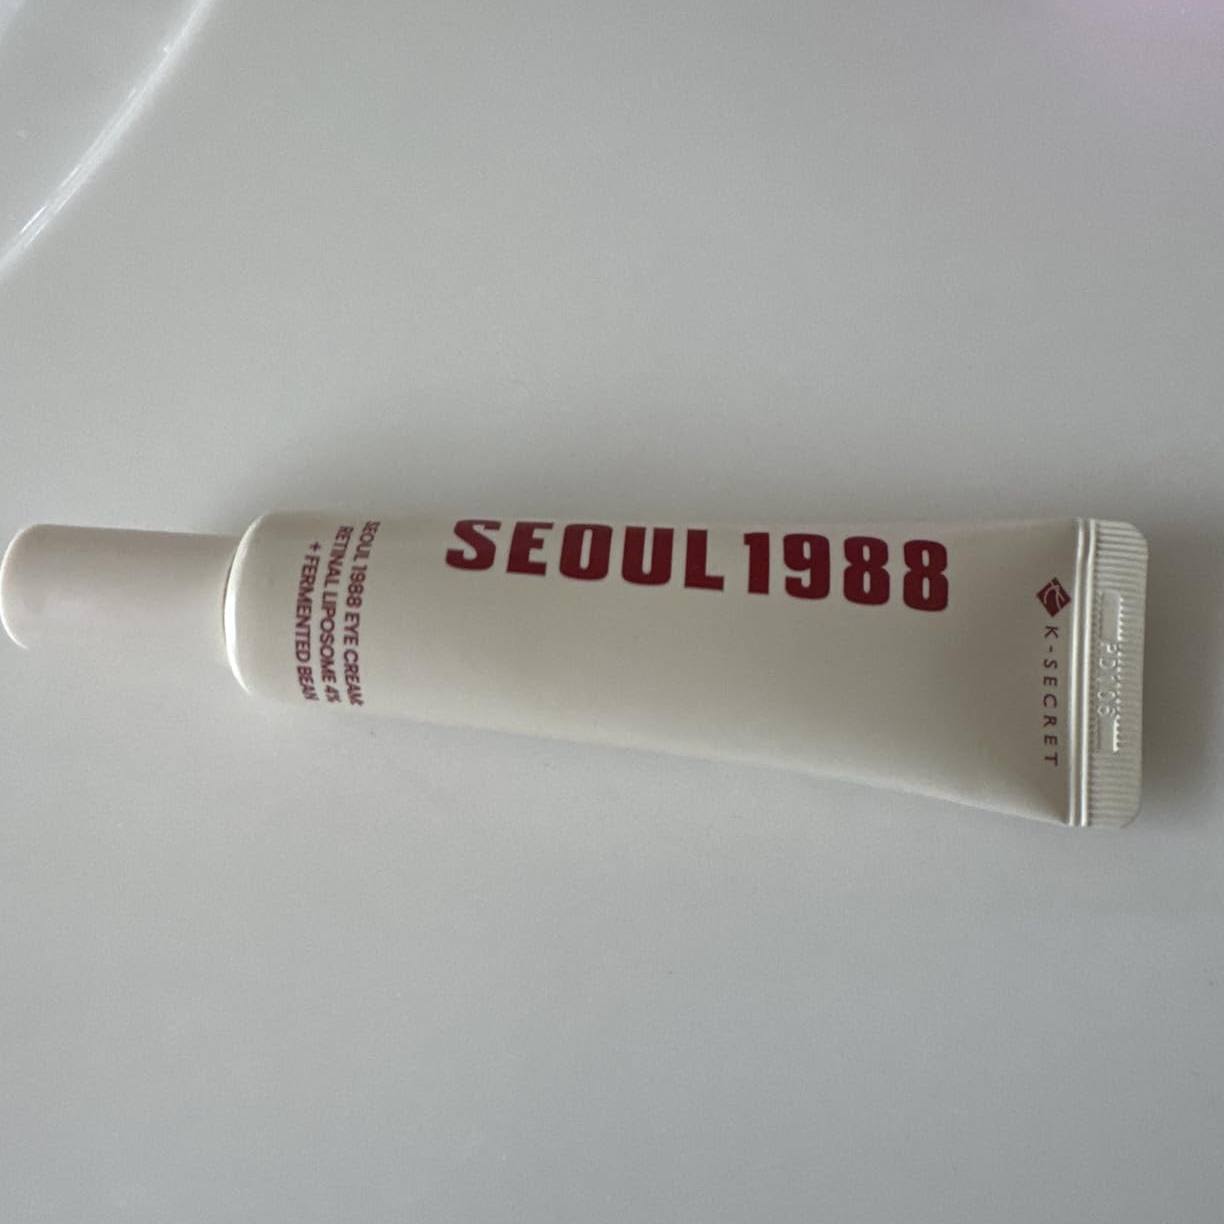 SEOUL 1988
SEOUL 1988 EYE CREAM
RETINAL LIPOSOME 4%
+ FERMENTED BEAN
K-SECRET